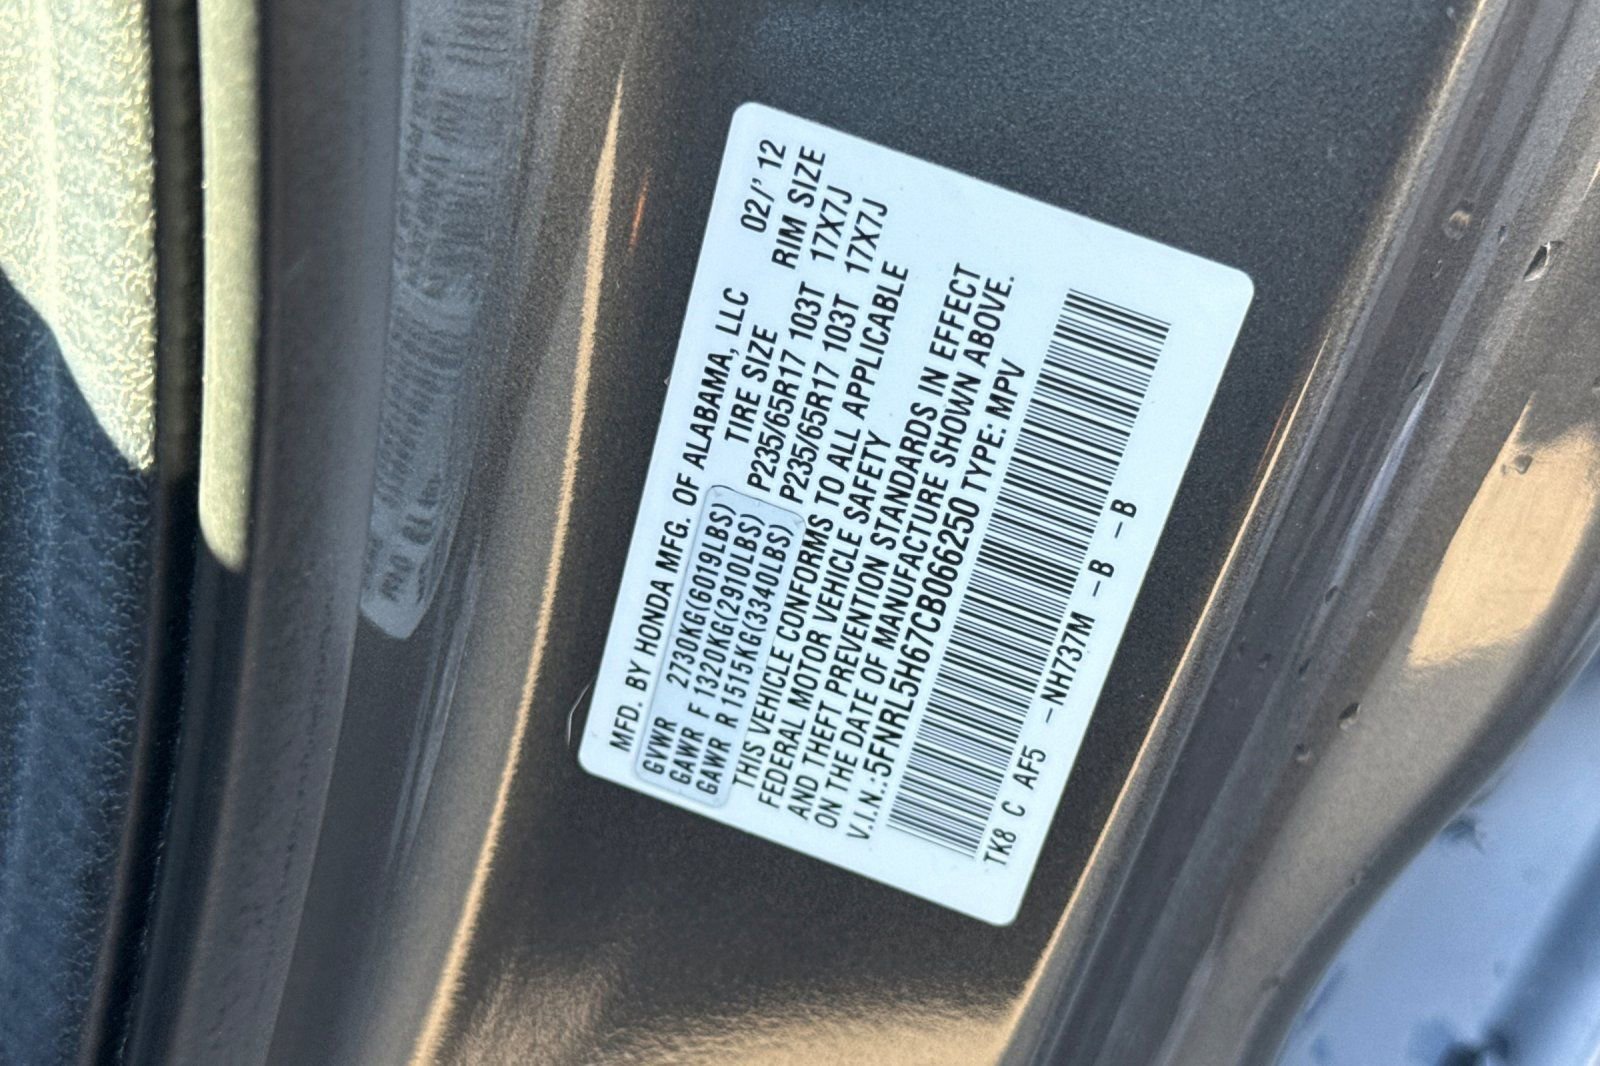 MFD. BY HONDA MFG. OF ALABAMA, LLC 02/' 12
TIRE SIZE RIM SIZE
GVWR 2730KG(6019LBS)
GAWR F 1320KG(2910LBS) P235/65R17 103T 17X7J
GAWR R 1515KG(3340LBS) P235/65R17 103T 17X7J
THIS VEHICLE CONFORMS TO ALL APPLICABLE
FEDERAL MOTOR VEHICLE SAFETY
AND THEFT PREVENTION STANDARDS IN EFFECT
ON THE DATE OF MANUFACTURE SHOWN ABOVE.
V.I.N.:5FNRL5H67CB066250 TYPE: MPV
TK8 C AF5 -NH737M -B -B